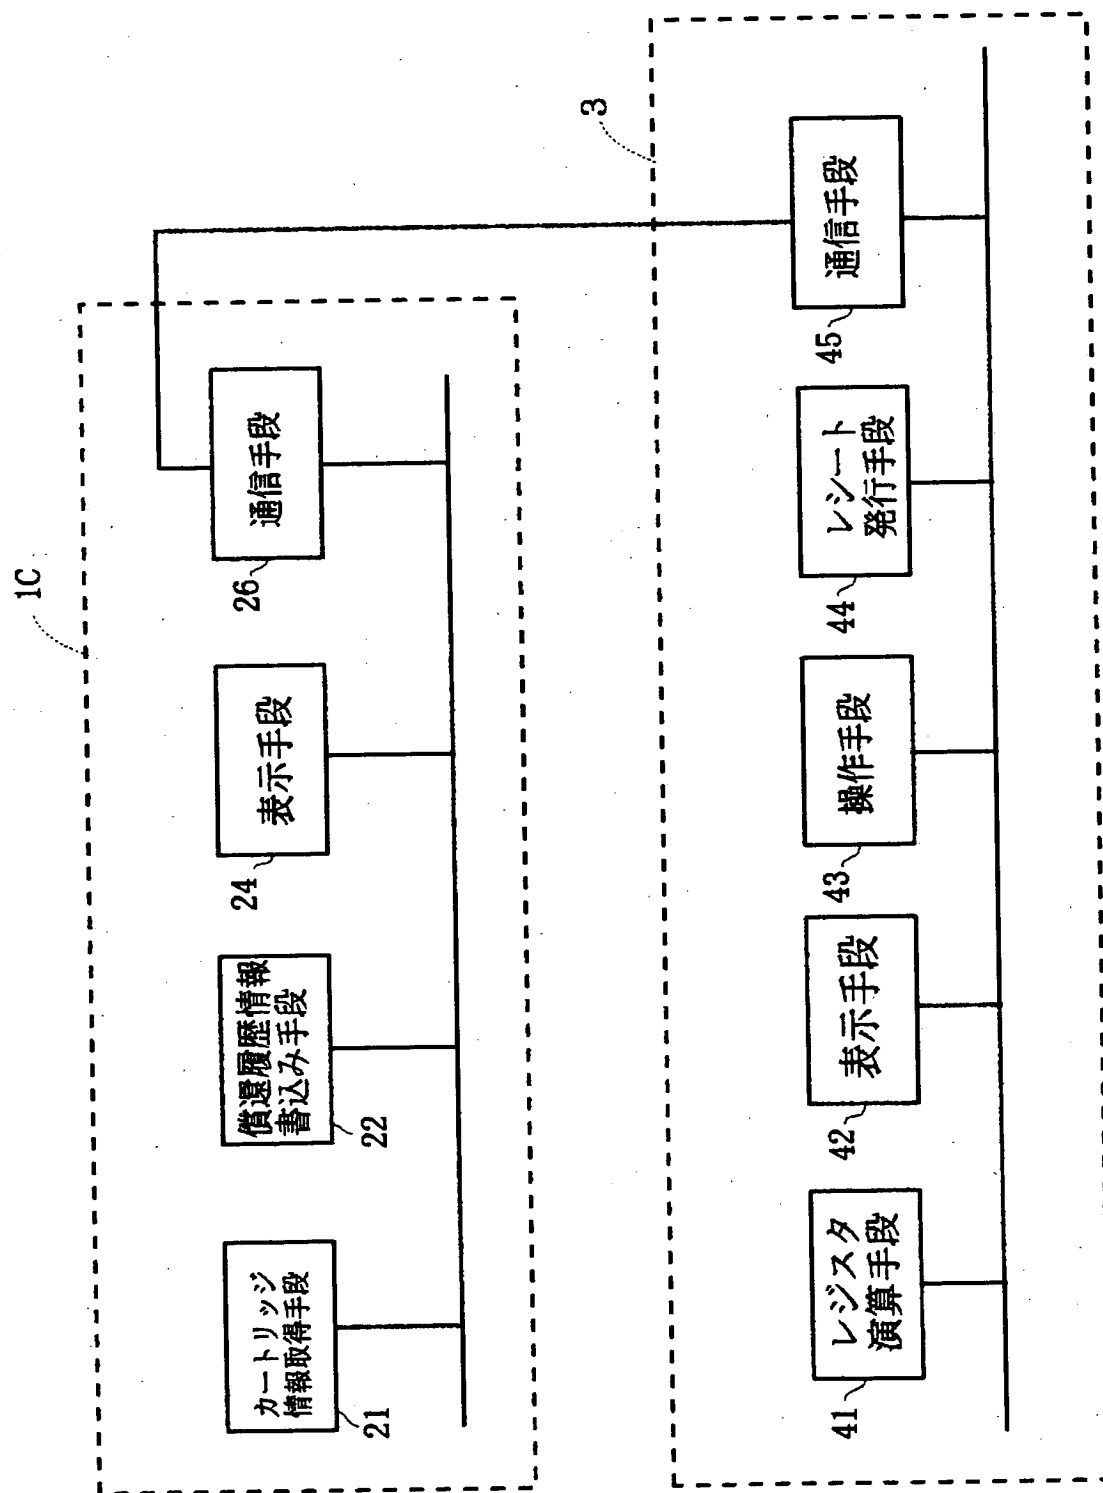 1C
カートリッジ
情報取得手段
21
償還履歴情報
書込み手段
22
表示手段
24
通信手段
26
3
レジスタ
演算手段
41
表示手段
42
操作手段
43
レシート
発行手段
44
通信手段
45